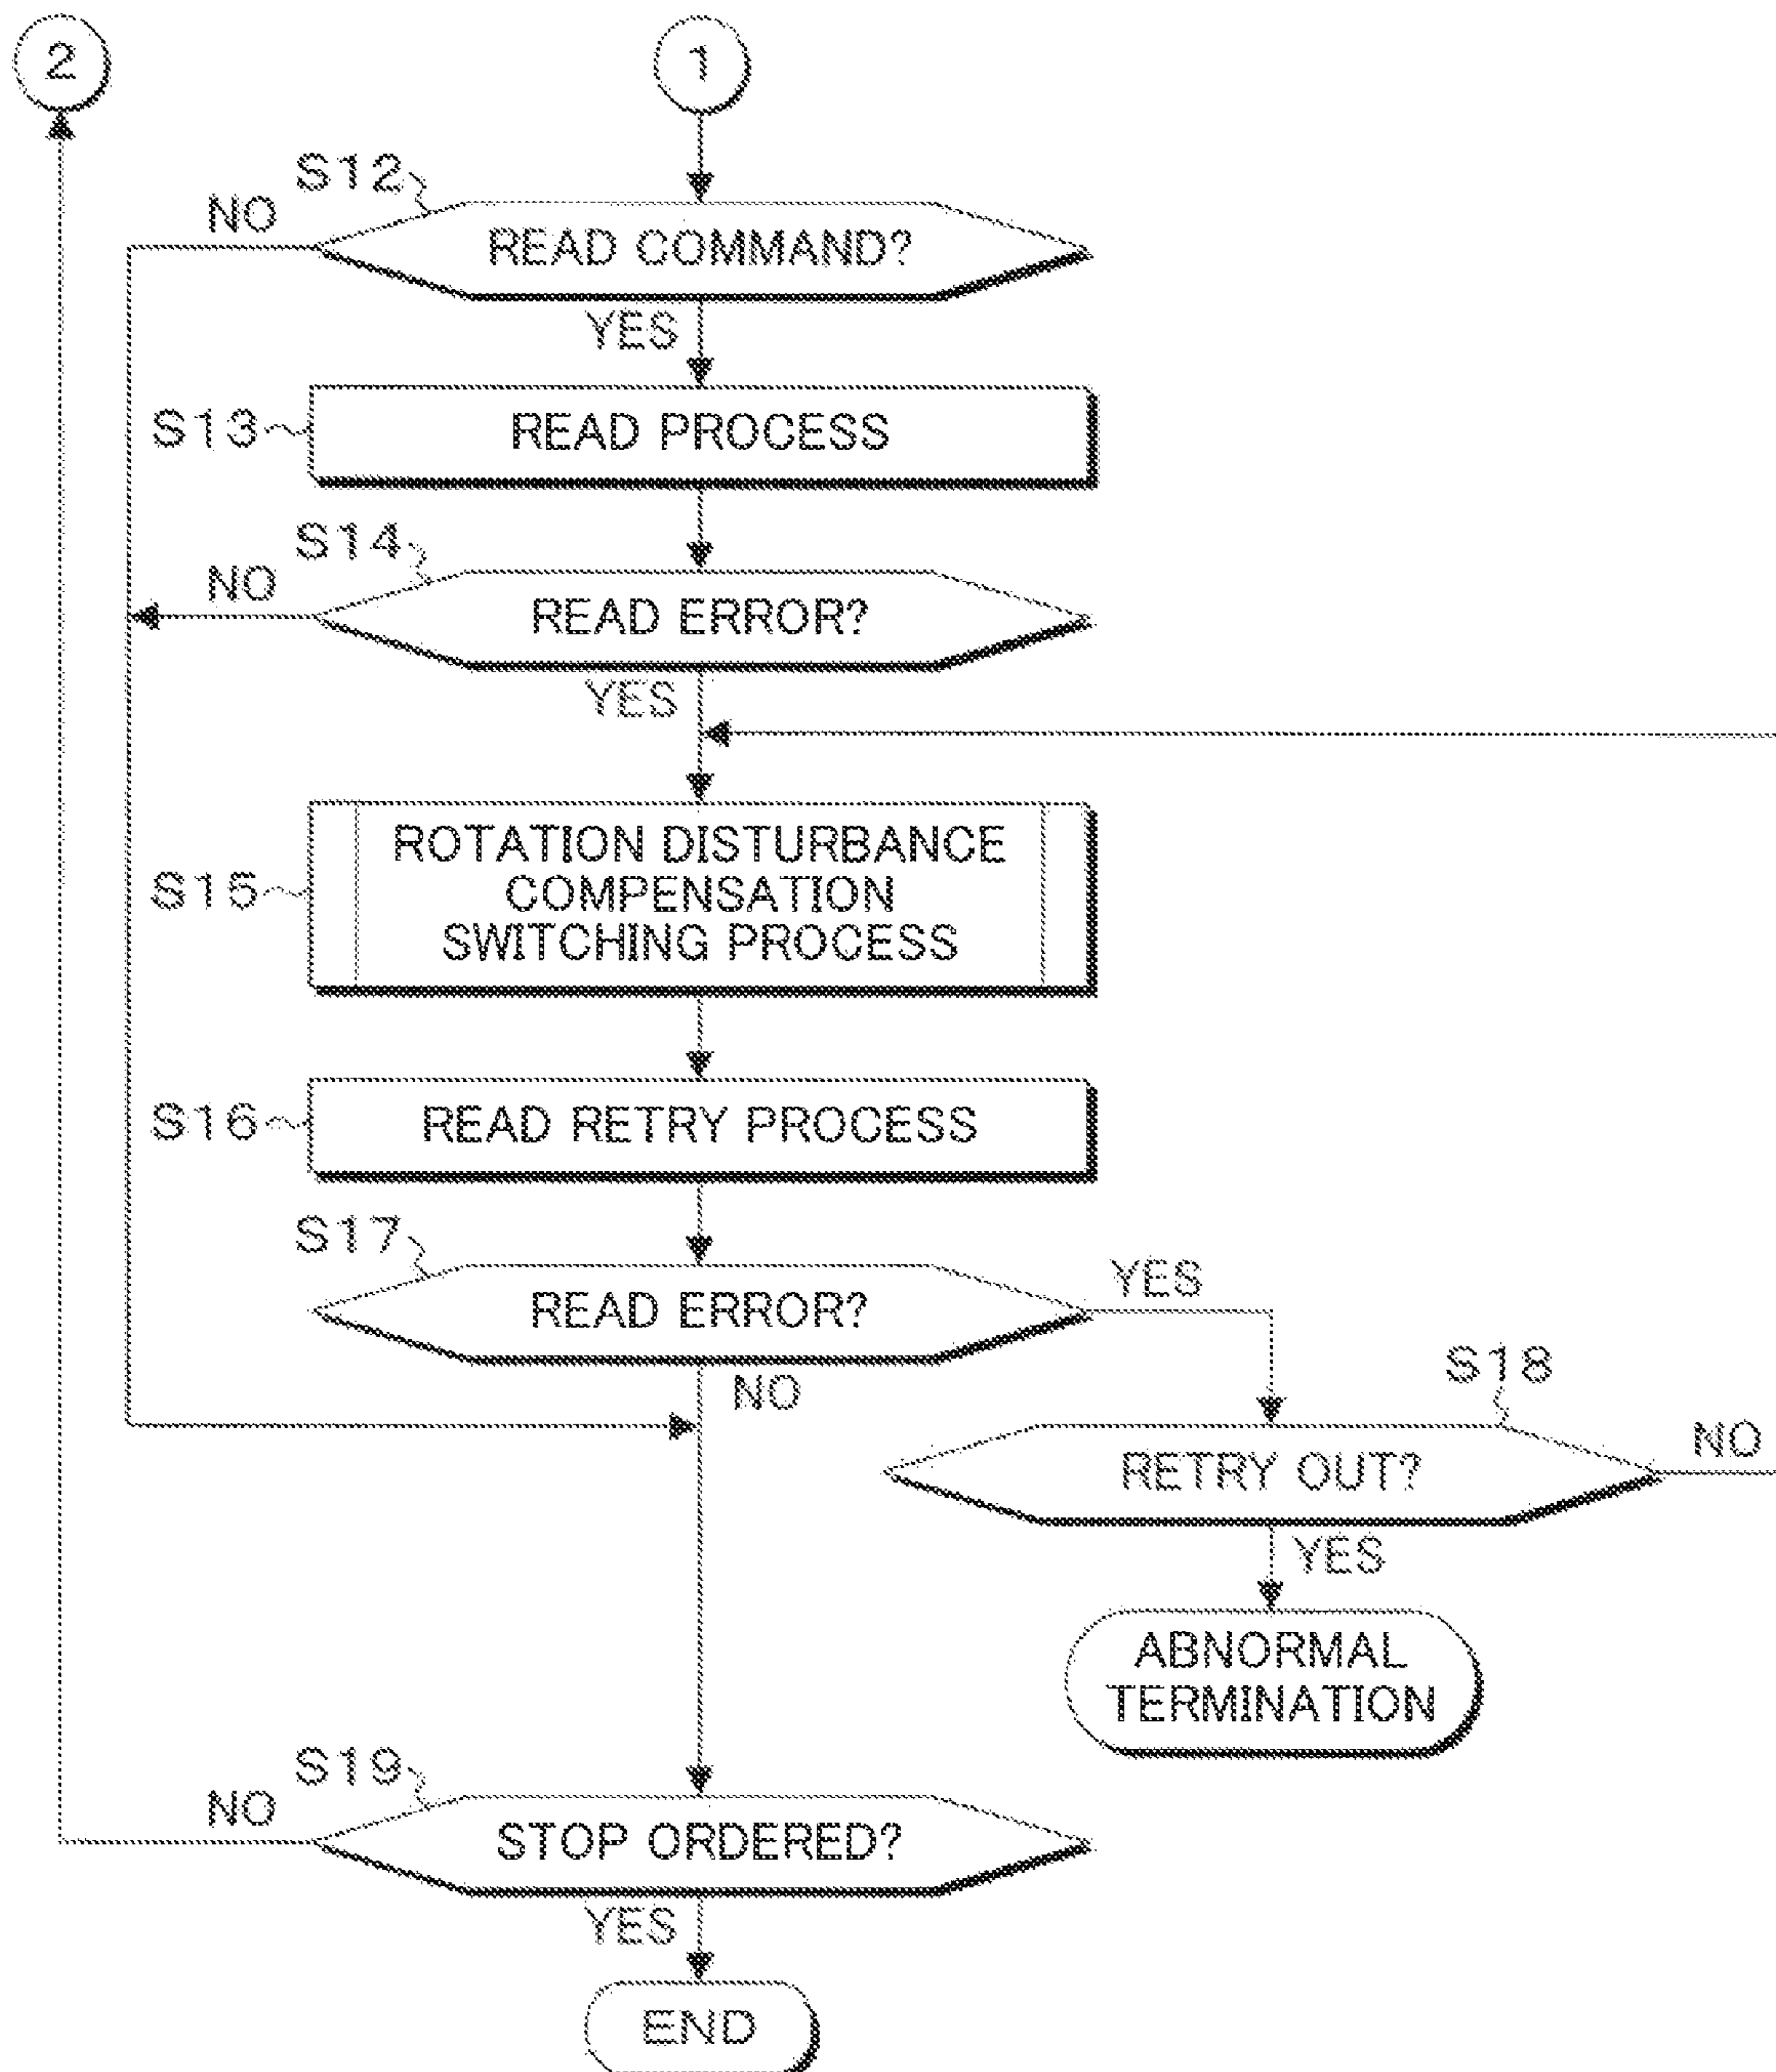 2
1
S12
NO
READ COMMAND?
YES
S13
READ PROCESS
S14
NO
READ ERROR?
YES
S15
ROTATION DISTURBANCE
COMPENSATION
SWITCHING PROCESS
S16
READ RETRY PROCESS
S17
READ ERROR?
YES
NO
S18
RETRY OUT?
NO
YES
ABNORMAL
TERMINATION
S19
NO
STOP ORDERED?
YES
END